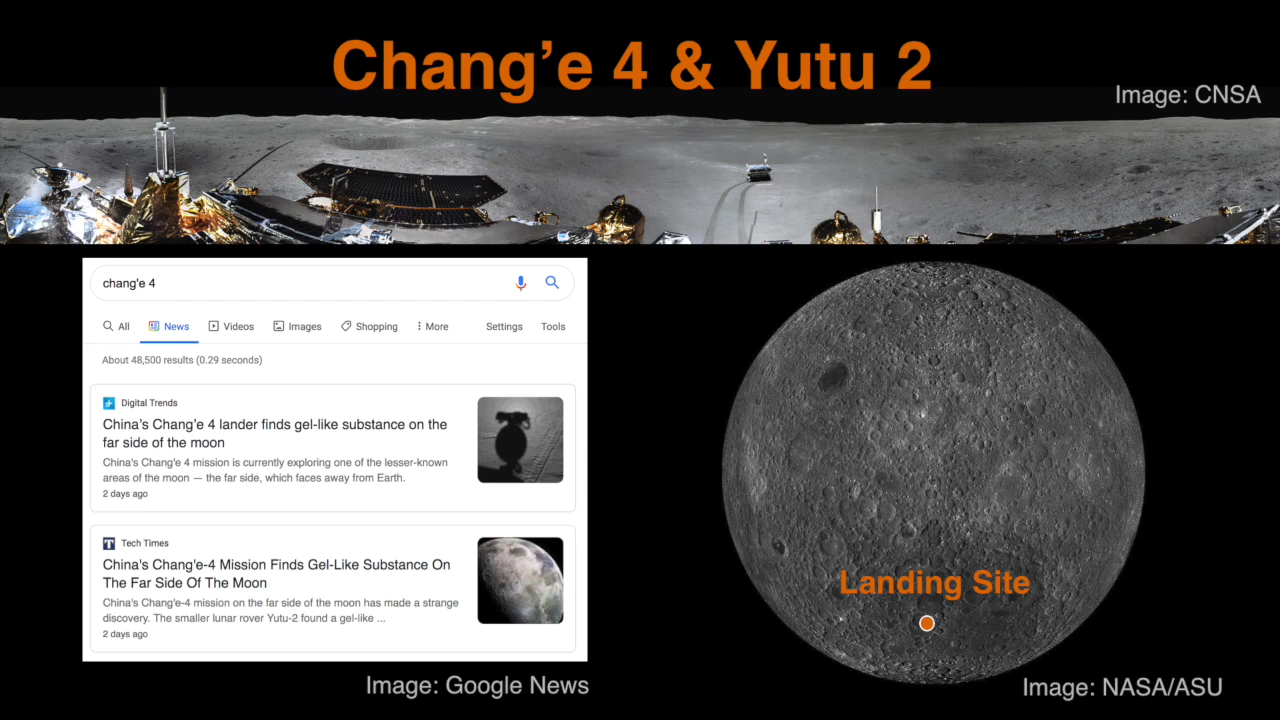 Chang’e 4 & Yutu 2
Image: CNSA
chang'e 4
All News Videos Images Shopping More Settings Tools
About 48,500 results (0.29 seconds)
Digital Trends
China’s Chang’e 4 lander finds gel-like substance on the
far side of the moon
China's Chang'e 4 mission is currently exploring one of the lesser-known
areas of the moon — the far side, which faces away from Earth.
2 days ago
Tech Times
China's Chang'e-4 Mission Finds Gel-Like Substance On
The Far Side Of The Moon
China's Chang'e-4 mission on the far side of the moon has made a strange
discovery. The smaller lunar rover Yutu-2 found a gel-like ...
2 days ago
Image: Google News
Landing Site
Image: NASA/ASU